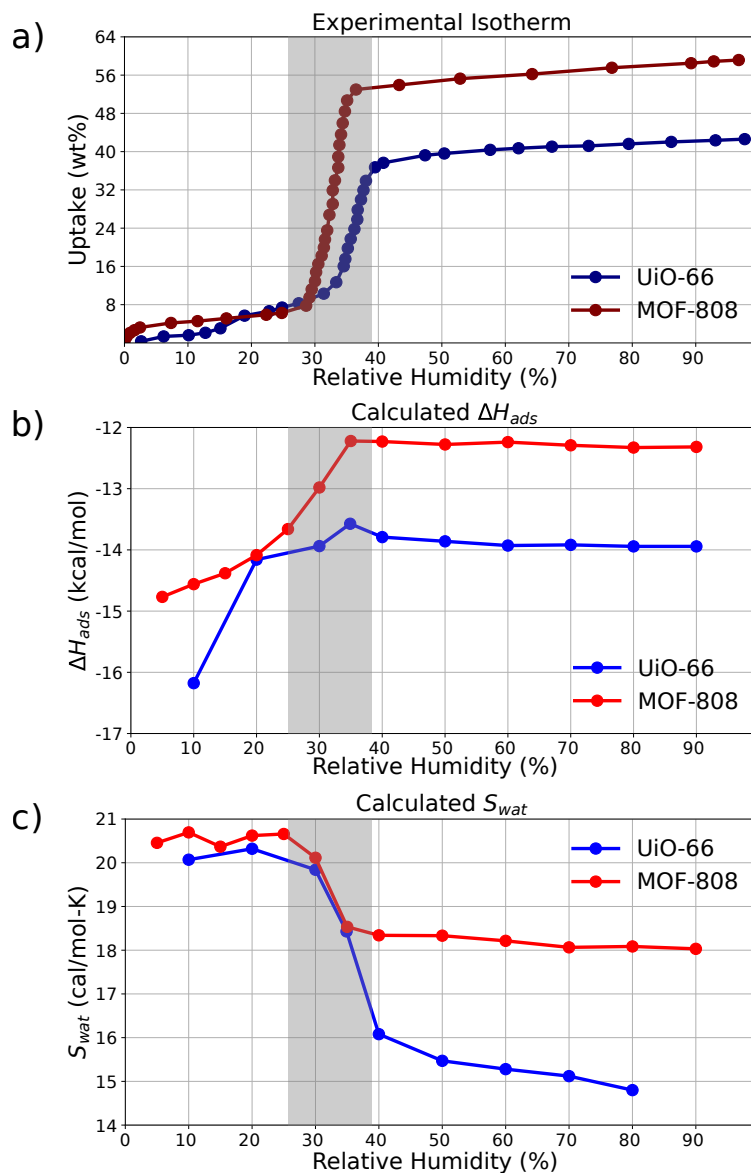 a)
Experimental Isotherm
64
56
48
40
32
24
16
8
Uptake (wt%)
UiO-66
MOF-808
0 10 20 30 40 50 60 70 80 90
Relative Humidity (%)
b)
Calculated ΔH_ads
-12
-13
-14
-15
-16
-17
ΔH_ads (kcal/mol)
UiO-66
MOF-808
0 10 20 30 40 50 60 70 80 90
Relative Humidity (%)
c)
Calculated S_wat
21
20
19
18
17
16
15
14
S_wat (cal/mol-K)
UiO-66
MOF-808
0 10 20 30 40 50 60 70 80 90
Relative Humidity (%)